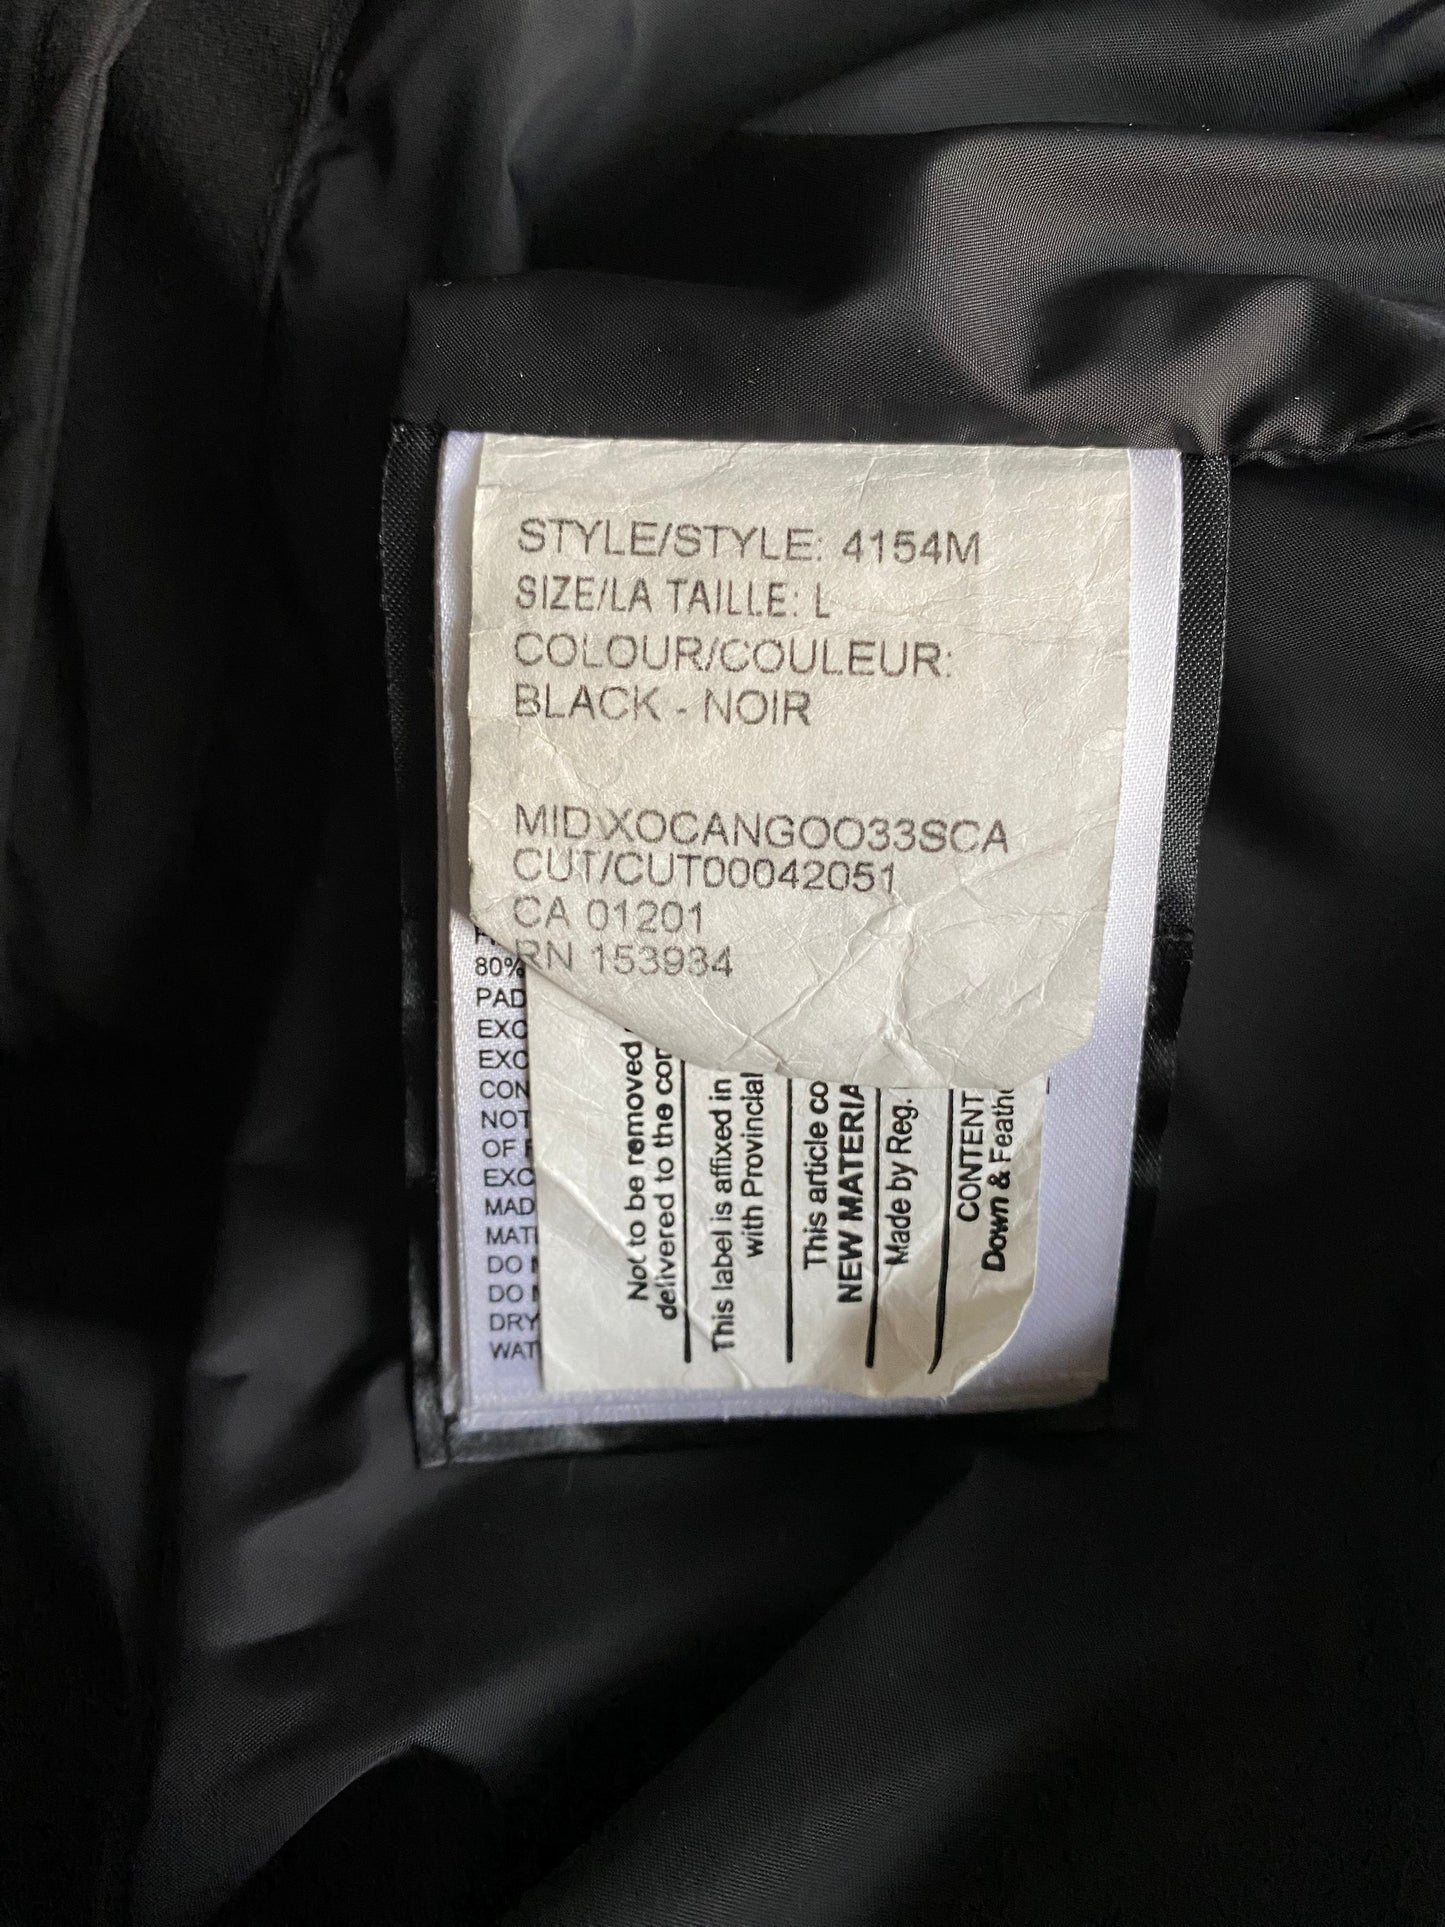 STYLE/STYLE: 4154M
SIZE/LA TAILLE: L
COLOUR/COULEUR:
BLACK - NOIR
MID\XOCANGOO33SCA
CUT/CUT00042051
CA 01201
RN 153934
80%
PAD
EXC
EXC
CON
NOT
OF
EXC
MAD
MATE
DO
DO
DRY
WAT
Not to be removed
delivered to the con
This label is affixed in
with Provincial
This article co
NEW MATERIA
Made by Reg.
CONTENT
Down & Feath